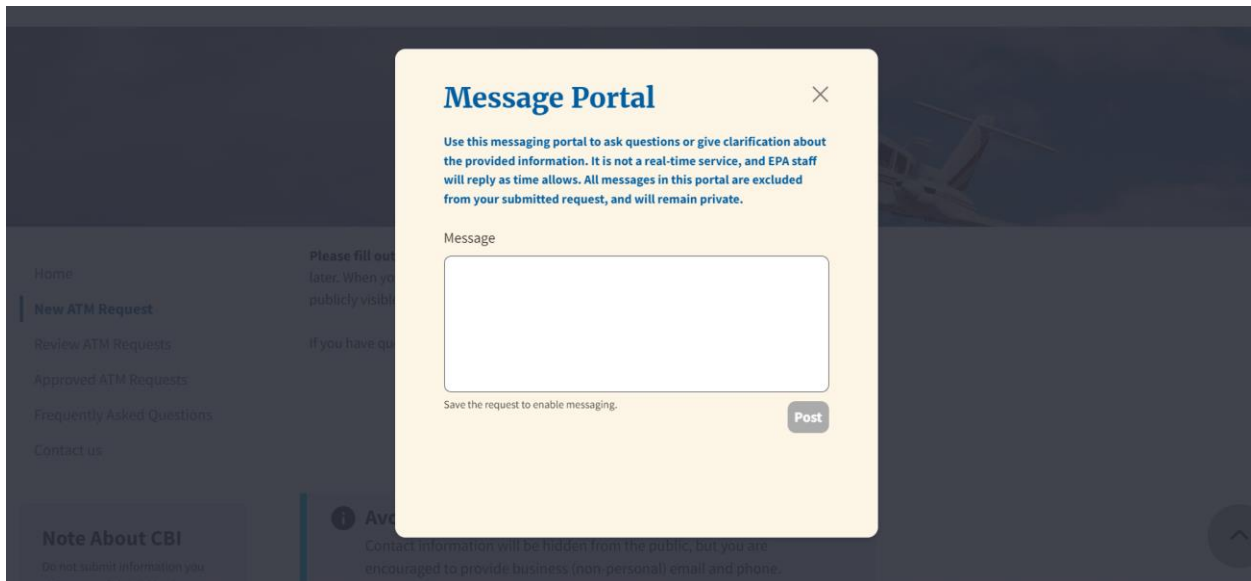 Message Portal
Use this messaging portal to ask questions or give clarification about
the provided information. It is not a real-time service, and EPA staff
will reply as time allows. All messages in this portal are excluded
from your submitted request, and will remain private.
Message
Save the request to enable messaging.
Post
Home
New ATM Request
Review ATM Requests
Approved ATM Requests
Frequently Asked Questions
Contact us
Note About CBI
Do not submit information you
Please fill out
later. When yo
publicly visibl
If you have qu
Avo
Contact information will be hidden from the public, but you are
encouraged to provide business (non-personal) email and phone.